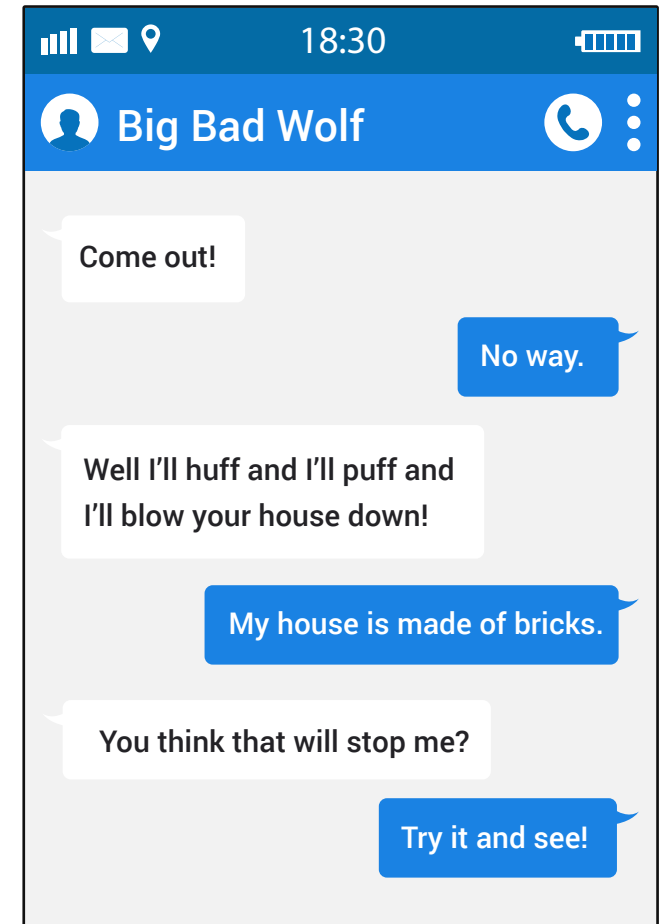 18:30
Big Bad Wolf
Come out!
No way.
Well I’ll huff and I’ll puff and
I’ll blow your house down!
My house is made of bricks.
You think that will stop me?
Try it and see!